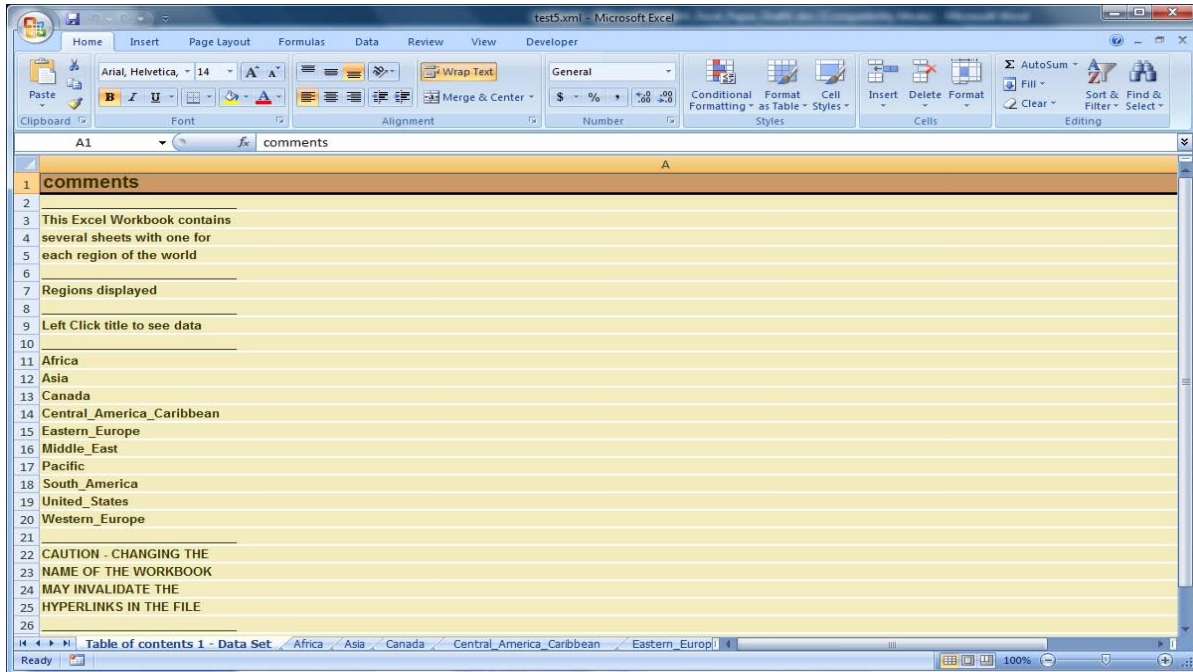 test5.xml - Microsoft Excel
Home Insert Page Layout Formulas Data Review View Developer
Paste
Clipboard
Arial, Helvetica, 14 A A
B I U A
Font
Wrap Text
Merge & Center
Alignment
General
$ % ,
Number
Conditional Formatting
Format as Table
Cell Styles
Styles
Insert Delete Format
Cells
Σ AutoSum
Fill
Clear
Sort & Filter
Find & Select
Editing
A1 fx comments
A
1 comments
2
3 This Excel Workbook contains
4 several sheets with one for
5 each region of the world
6
7 Regions displayed
8
9 Left Click title to see data
10
11 Africa
12 Asia
13 Canada
14 Central_America_Caribbean
15 Eastern_Europe
16 Middle_East
17 Pacific
18 South_America
19 United_States
20 Western_Europe
21
22 CAUTION - CHANGING THE
23 NAME OF THE WORKBOOK
24 MAY INVALIDATE THE
25 HYPERLINKS IN THE FILE
26
Table of contents 1 - Data Set Africa Asia Canada Central_America_Caribbean Eastern_Europ
Ready 100%